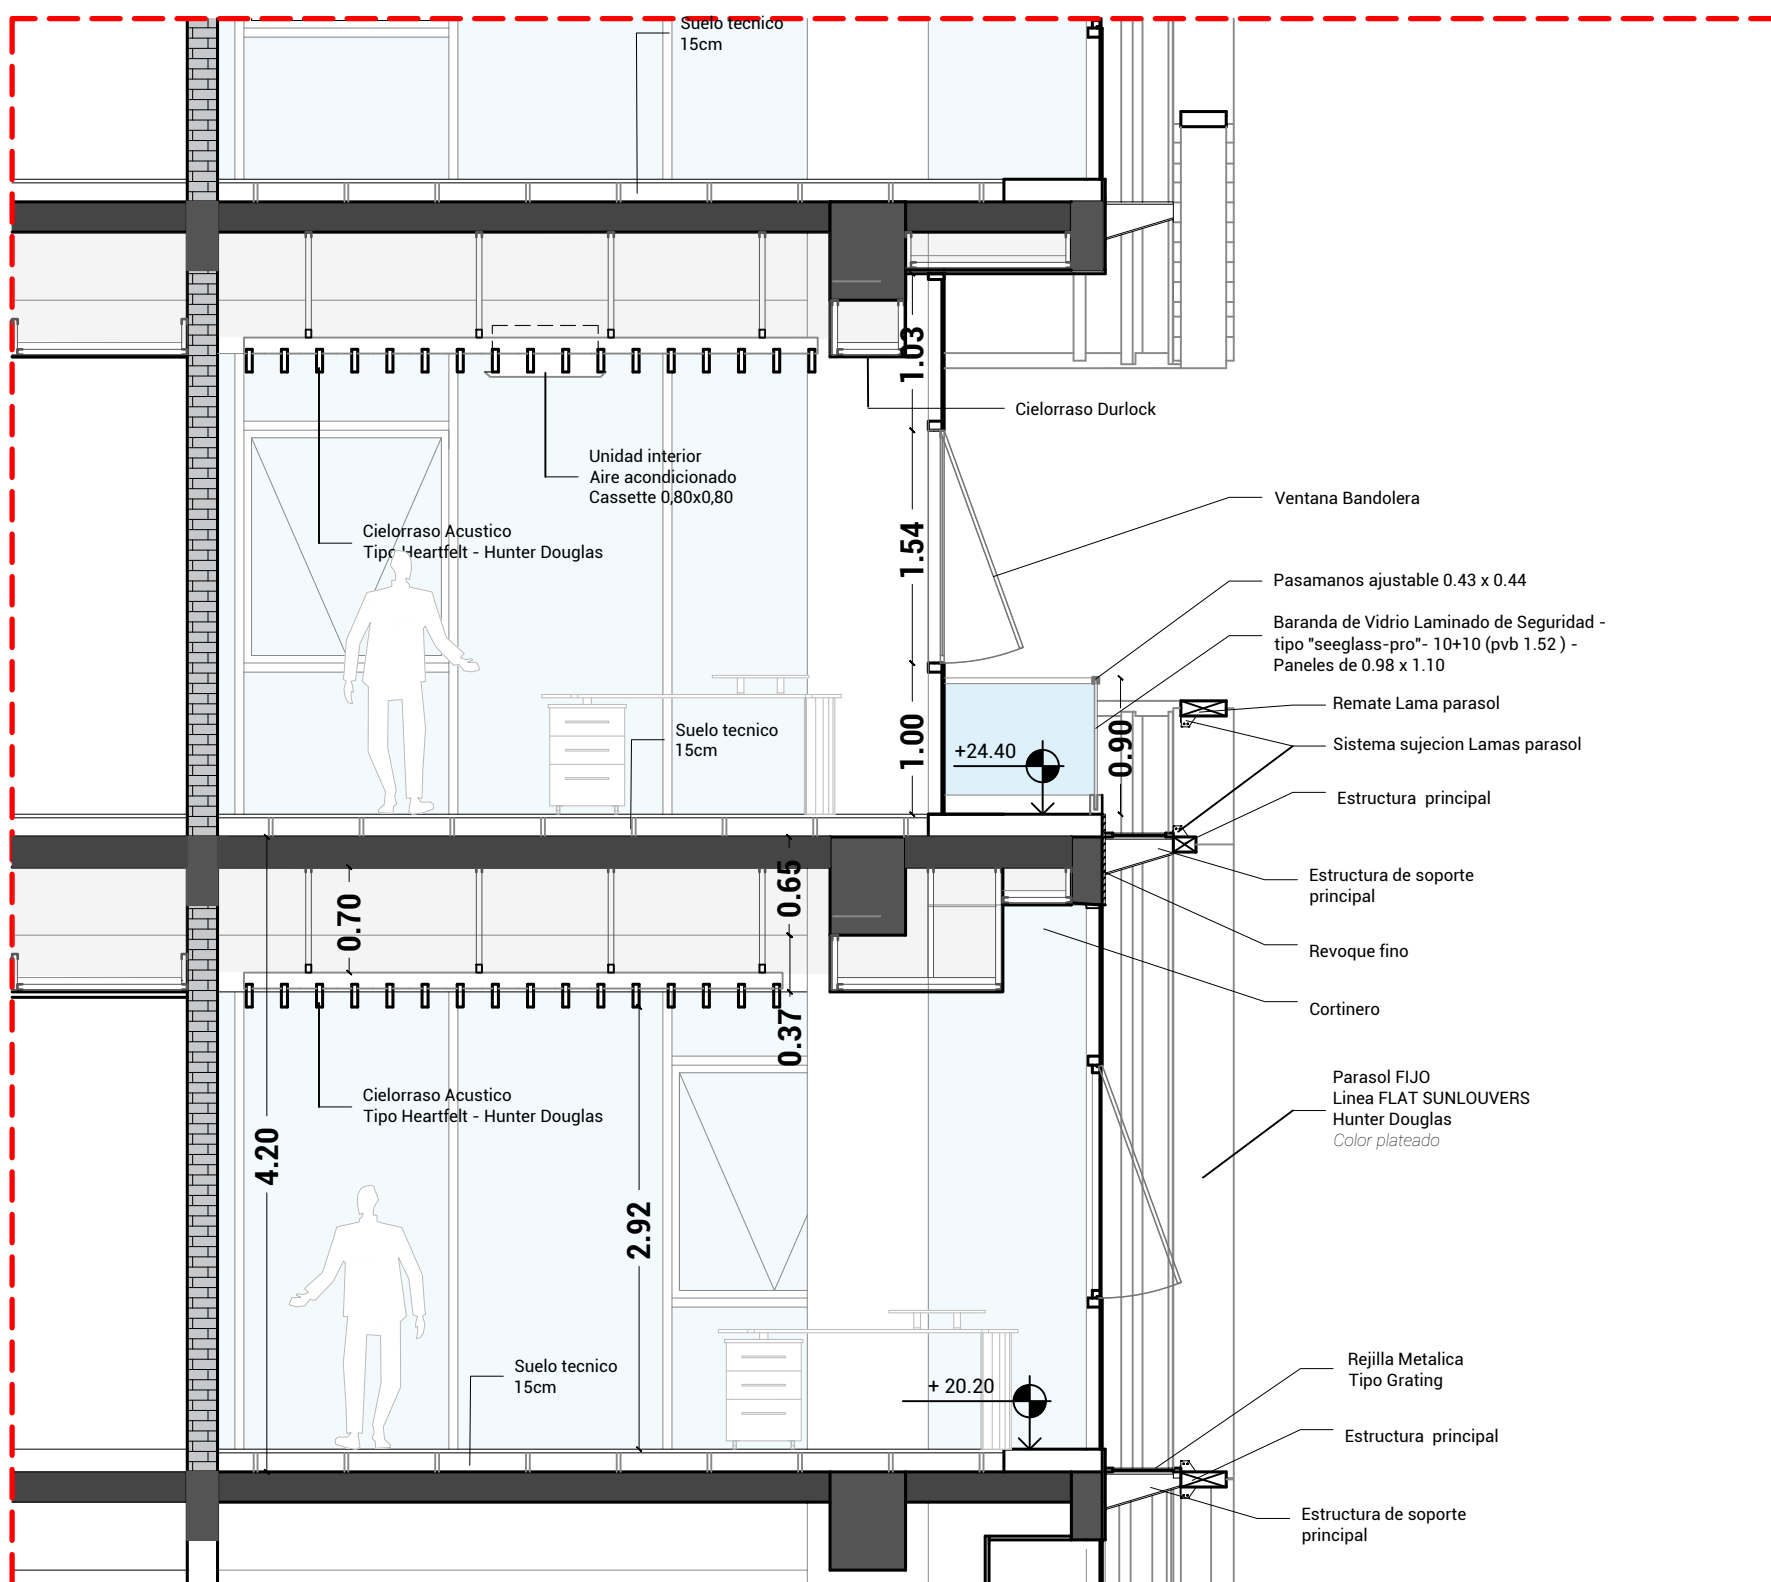 Suelo tecnico
15cm
1.03
Cielorraso Durlock
Unidad interior
Aire acondicionado
Cassette 0,80x0,80
Ventana Bandolera
Cielorraso Acustico
Tipo Heartfelt - Hunter Douglas
1.54
Pasamanos ajustable 0.43 x 0.44
Baranda de Vidrio Laminado de Seguridad -
tipo "seeglass-pro"- 10+10 (pvb 1.52 ) -
Paneles de 0.98 x 1.10
Remate Lama parasol
Suelo tecnico
15cm
1.00
+24.40
0.90
Sistema sujecion Lamas parasol
Estructura  principal
0.65
0.70
Estructura de soporte
principal
Revoque fino
Cortinero
0.37
Cielorraso Acustico
Tipo Heartfelt - Hunter Douglas
Parasol FIJO
Linea FLAT SUNLOUVERS
Hunter Douglas
Color plateado
4.20
2.92
Suelo tecnico
15cm
+ 20.20
Rejilla Metalica
Tipo Grating
Estructura  principal
Estructura de soporte
principal